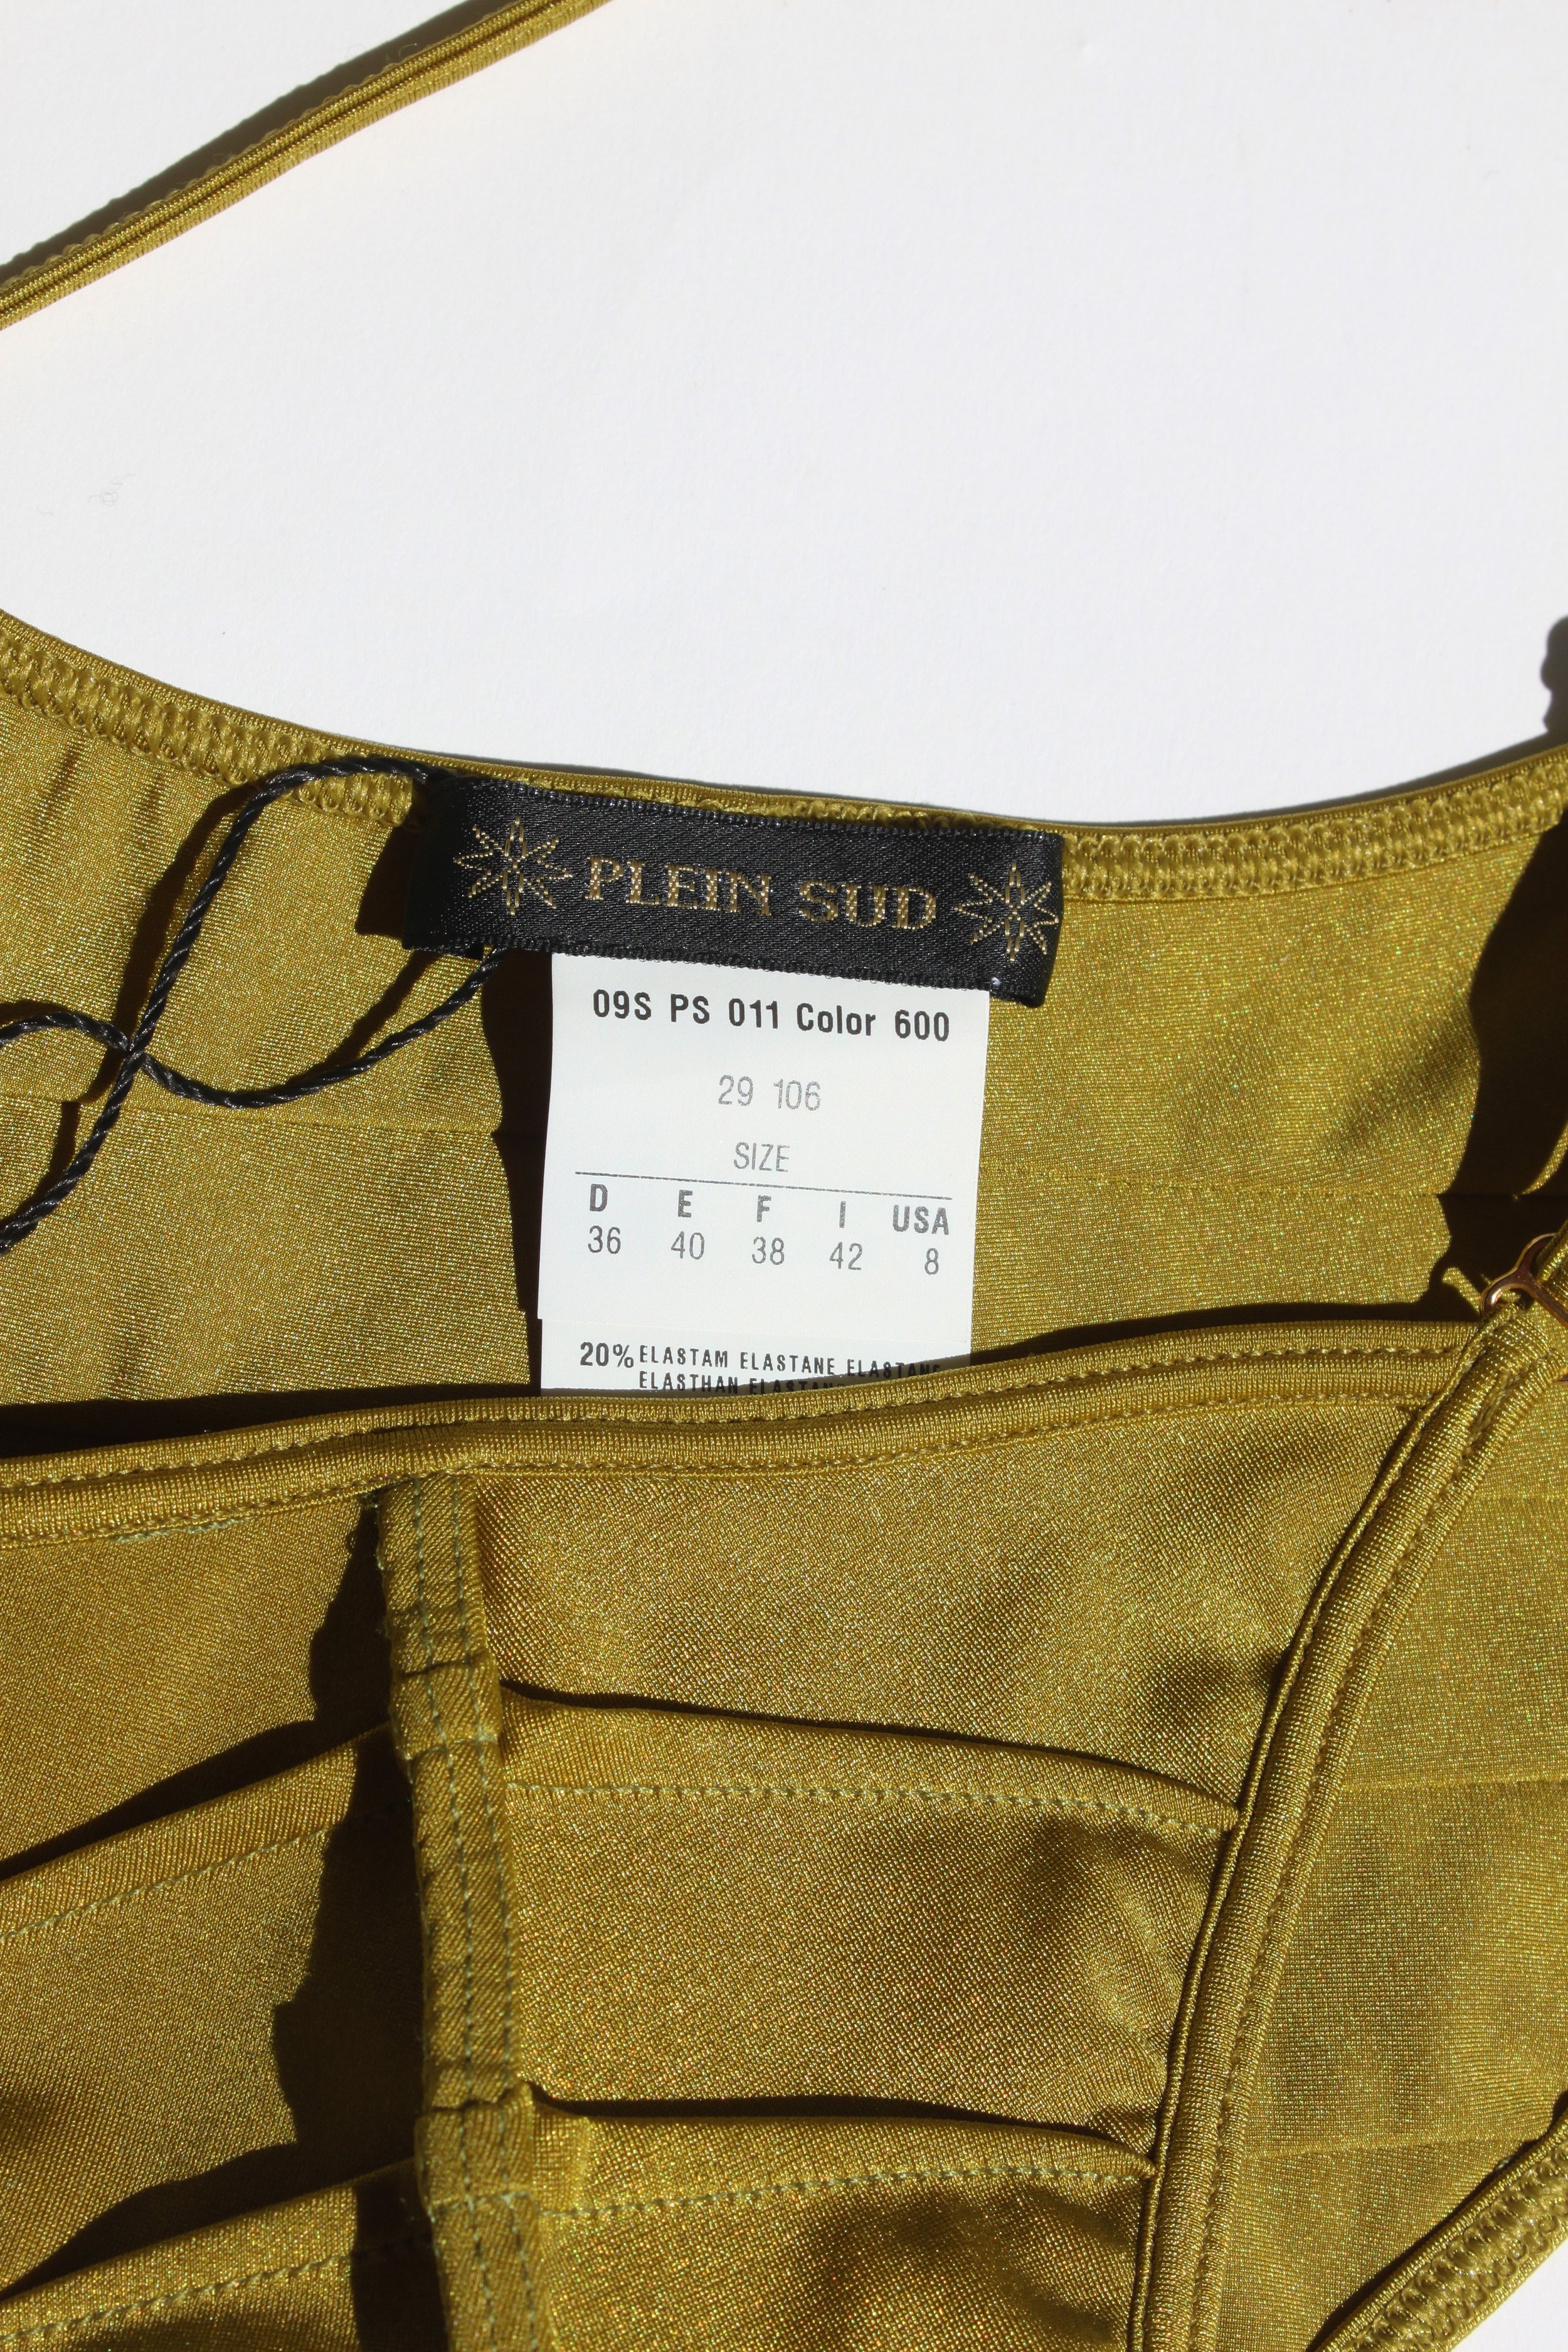 PLEIN SUD
09S PS 011 Color 600
29 106
SIZE
D E F I USA
36 40 38 42 8
20% ELASTAM ELASTANE ELASTANE
ELASTHAN